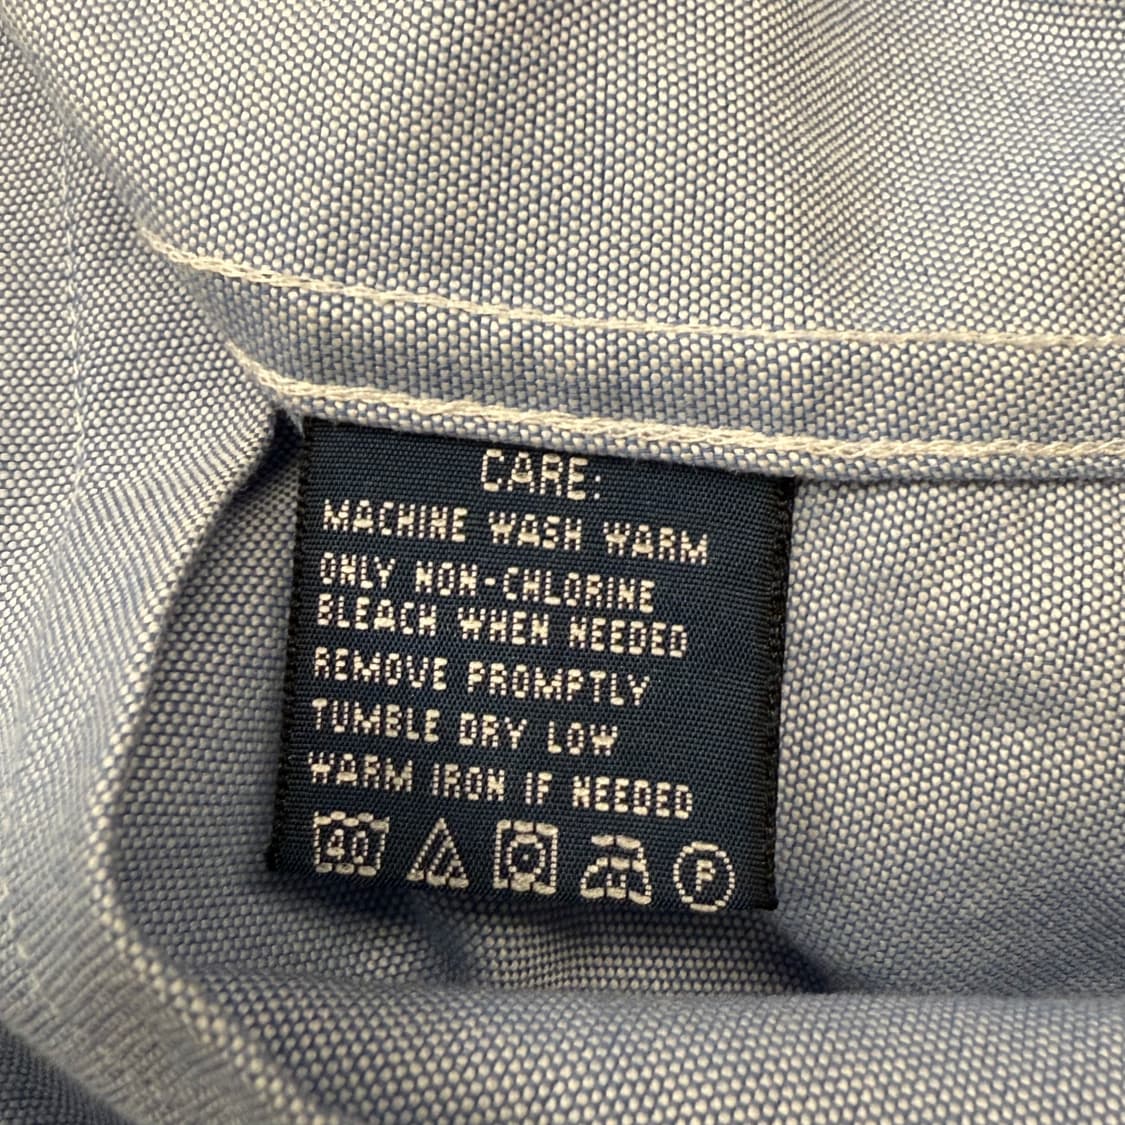 CARE:
MACHINE WASH WARM
ONLY NON-CHLORINE
BLEACH WHEN NEEDED
REMOVE PROMPTLY
TUMBLE DRY LOW
WARM IRON IF NEEDED
40 P